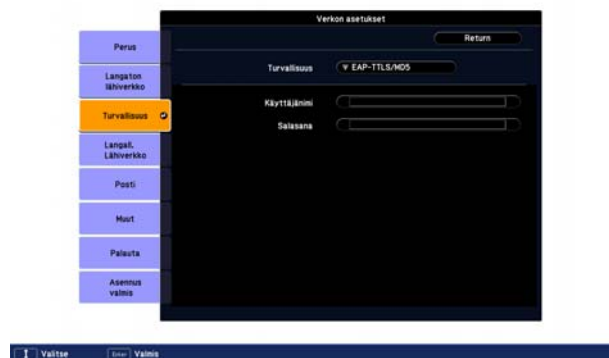 Verkon asetukset
Return
Perus
Langaton
lähiverkko
Turvallisuus
Langall.
Lähiverkko
Posti
Muut
Palauta
Asennus
valmis
Turvallisuus EAP-TTLS/MD5
Käyttäjänimi
Salasana
Valitse Enter Valmis